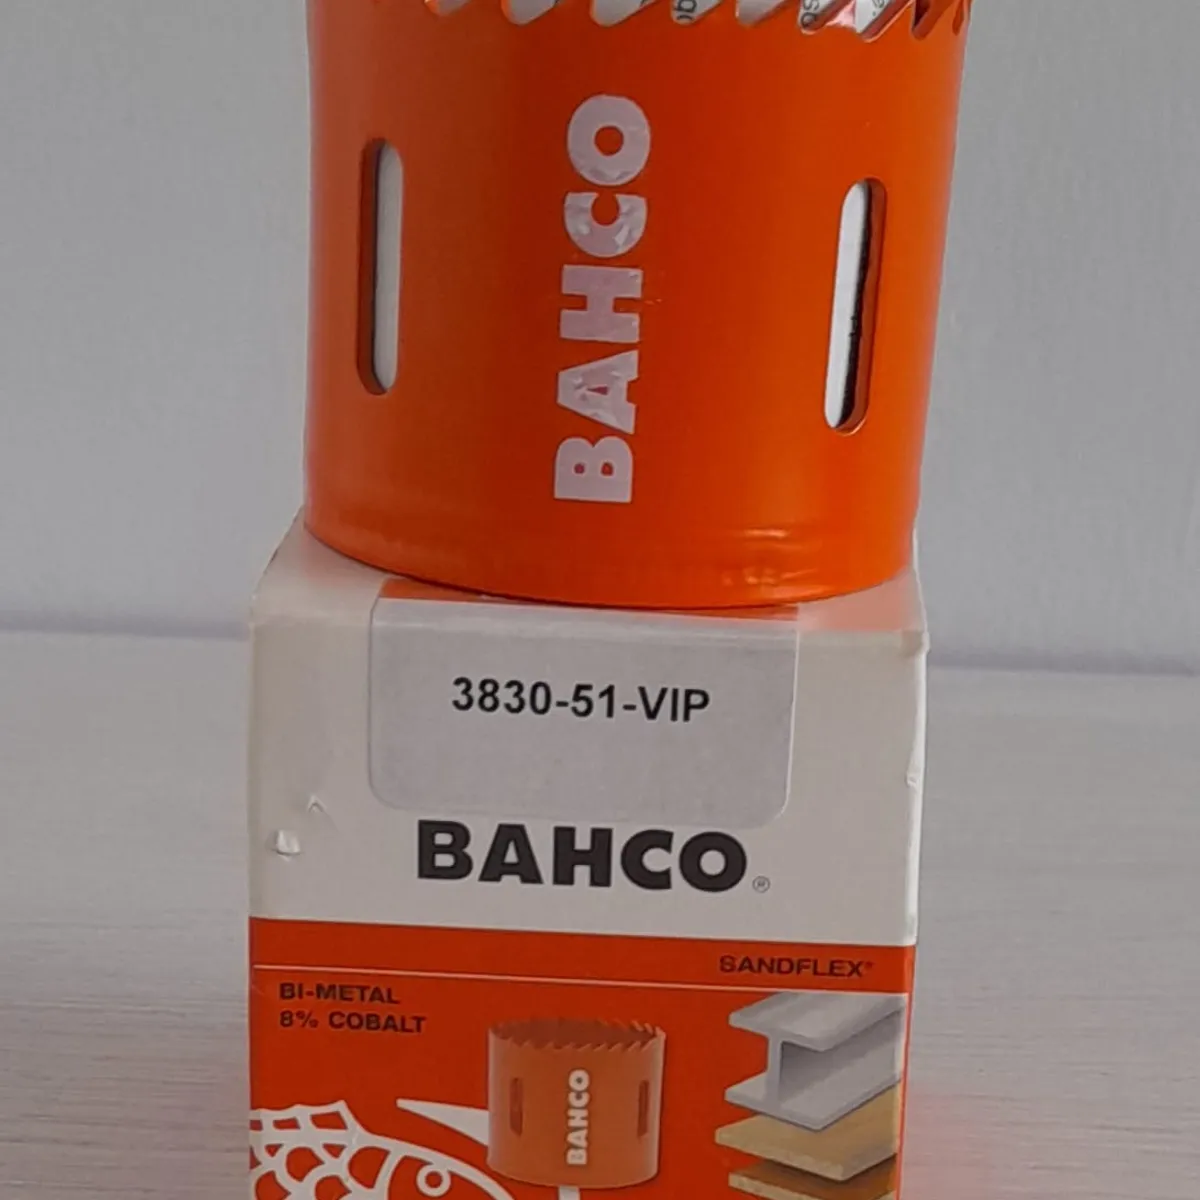 BAHCO
3830-51-VIP
BAHCO®
SANDFLEX®
BI-METAL
8% COBALT
BAHCO